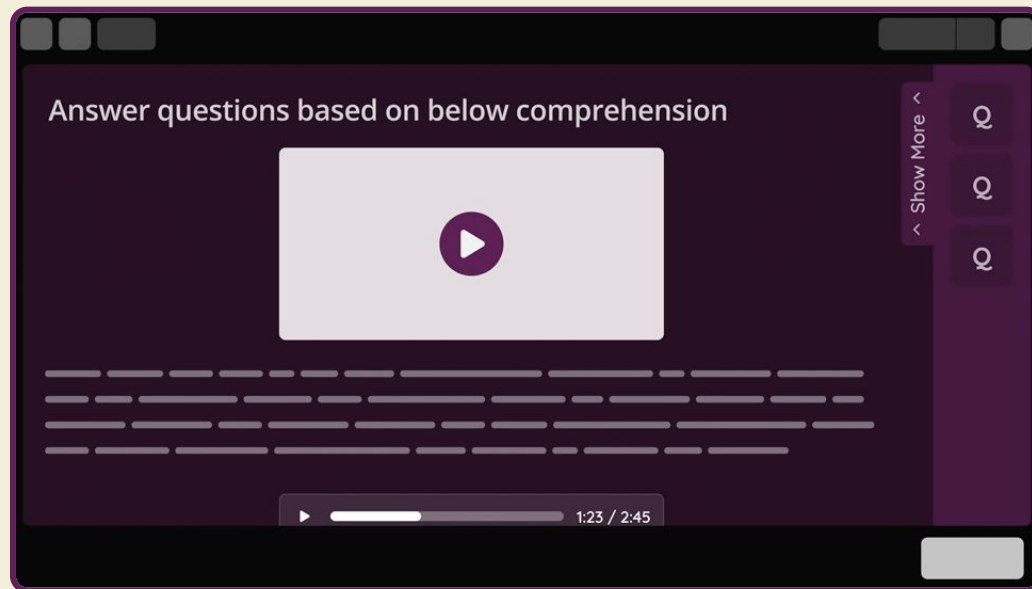 Answer questions based on below comprehension
Show More
Q
Q
Q
1:23 / 2:45